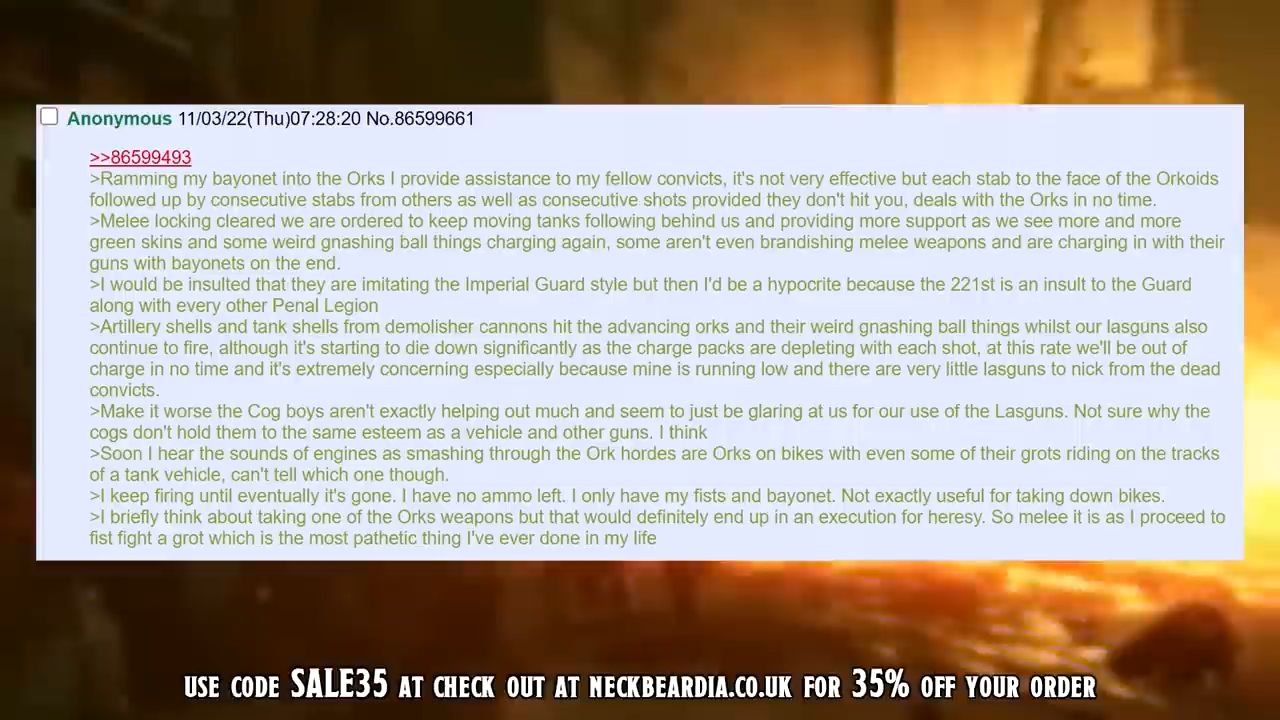 Anonymous 11/03/22(Thu)07:28:20 No.86599661
>>86599493
>Ramming my bayonet into the Orks I provide assistance to my fellow convicts, it's not very effective but each stab to the face of the Orkoids
followed up by consecutive stabs from others as well as consecutive shots provided they don't hit you, deals with the Orks in no time.
>Melee locking cleared we are ordered to keep moving tanks following behind us and providing more support as we see more and more
green skins and some weird gnashing ball things charging again, some aren't even brandishing melee weapons and are charging in with their
guns with bayonets on the end.
>I would be insulted that they are imitating the Imperial Guard style but then I'd be a hypocrite because the 221st is an insult to the Guard
along with every other Penal Legion
>Artillery shells and tank shells from demolisher cannons hit the advancing orks and their weird gnashing ball things whilst our lasguns also
continue to fire, although it's starting to die down significantly as the charge packs are depleting with each shot, at this rate we'll be out of
charge in no time and it's extremely concerning especially because mine is running low and there are very little lasguns to nick from the dead
convicts.
>Make it worse the Cog boys aren't exactly helping out much and seem to just be glaring at us for our use of the Lasguns. Not sure why the
cogs don't hold them to the same esteem as a vehicle and other guns. I think
>Soon I hear the sounds of engines as smashing through the Ork hordes are Orks on bikes with even some of their grots riding on the tracks
of a tank vehicle, can't tell which one though.
>I keep firing until eventually it's gone. I have no ammo left. I only have my fists and bayonet. Not exactly useful for taking down bikes.
>I briefly think about taking one of the Orks weapons but that would definitely end up in an execution for heresy. So melee it is as I proceed to
fist fight a grot which is the most pathetic thing I've ever done in my life
USE CODE SALE35 AT CHECK OUT AT NECKBEARDIA.CO.UK FOR 35% OFF YOUR ORDER